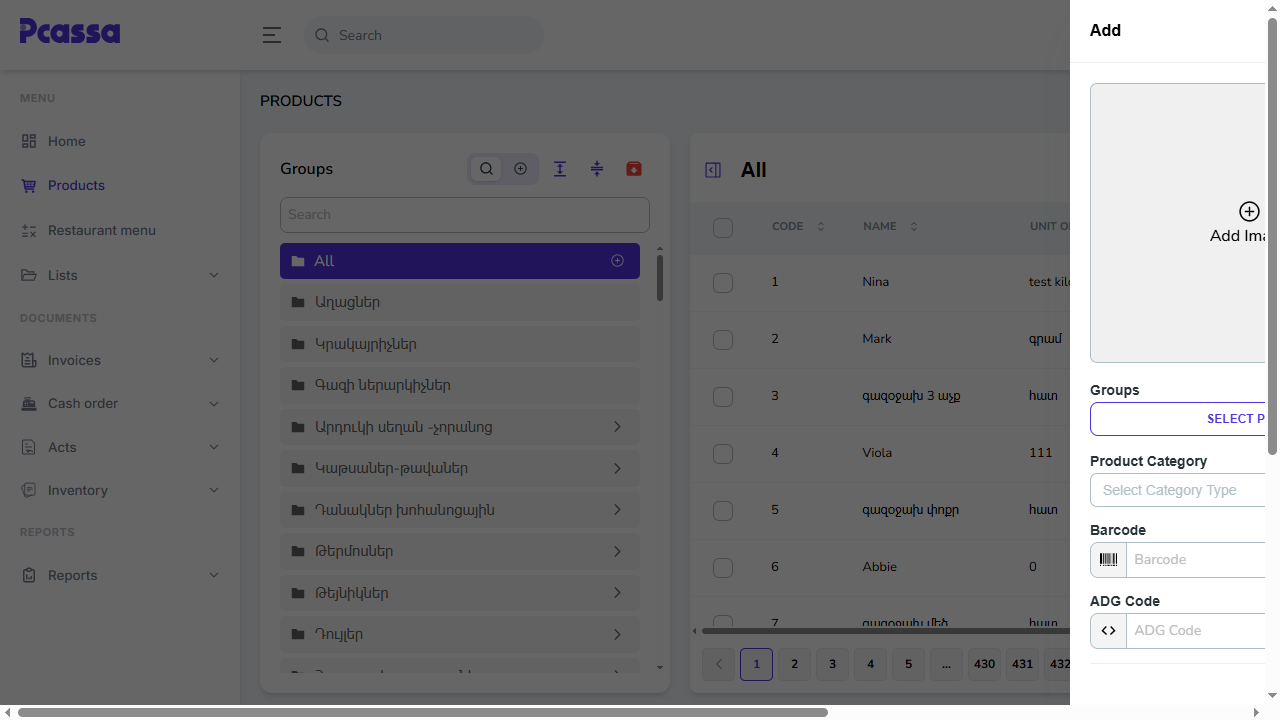 Pcassa
Search
MENU
Home
Products
Restaurant menu
Lists
DOCUMENTS
Invoices
Cash order
Acts
Inventory
REPORTS
Reports
PRODUCTS
Groups
Search
All
Աղացներ
Կրակայրիչներ
Գազի ներարկիչներ
Արդուկի սեղան -չորանոց
Կաթսաներ-թավաներ
Դանակներ խոհանոցային
Թերմոսներ
Թեյնիկներ
Դույլեր
All
CODE NAME UNIT O
1 Nina test kil
2 Mark գրամ
3 գազօջախ 3 աչք հատ
4 Viola 111
5 գազօջախ փոքր հատ
6 Abbie 0
7 գազօջախ մեծ հատ
1 2 3 4 5 ... 430 431 432
Add
Add Ima
Groups
SELECT P
Product Category
Select Category Type
Barcode
Barcode
ADG Code
ADG Code